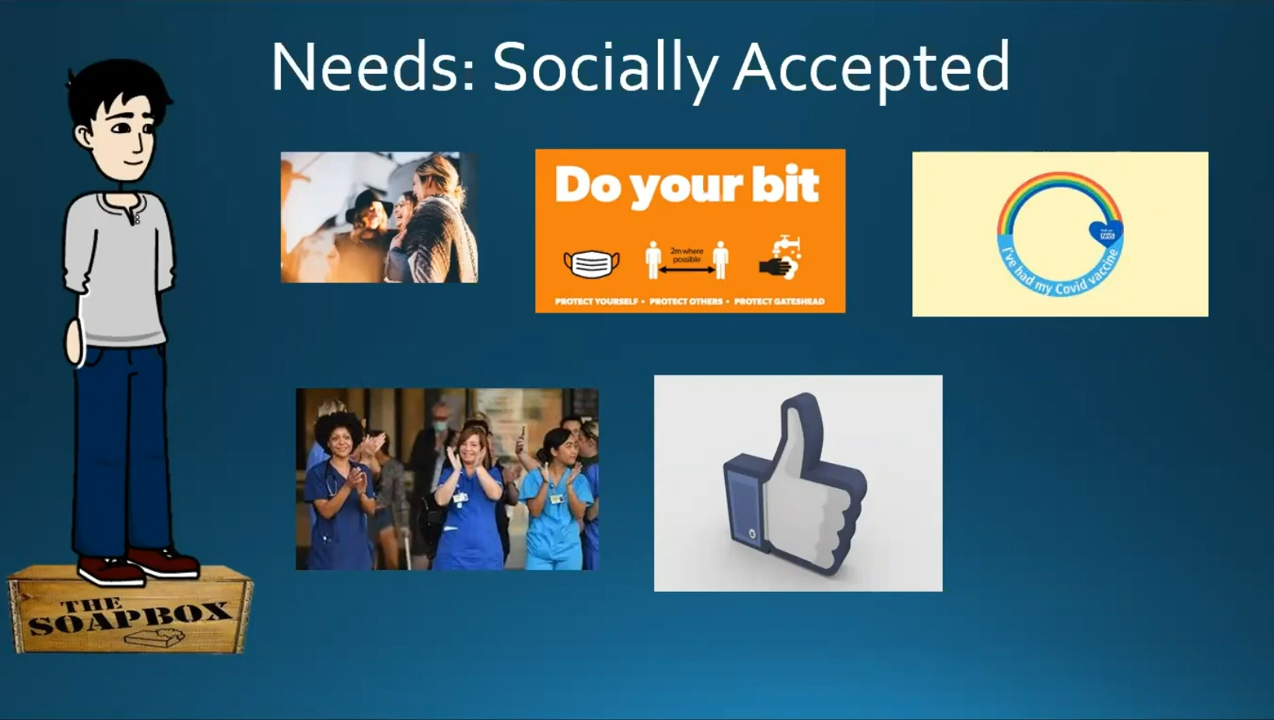 Needs: Socially Accepted
Do your bit
2m where
possible
PROTECT YOURSELF • PROTECT OTHERS • PROTECT GATESHEAD
I've had my Covid vaccine
THE
SOAPBOX